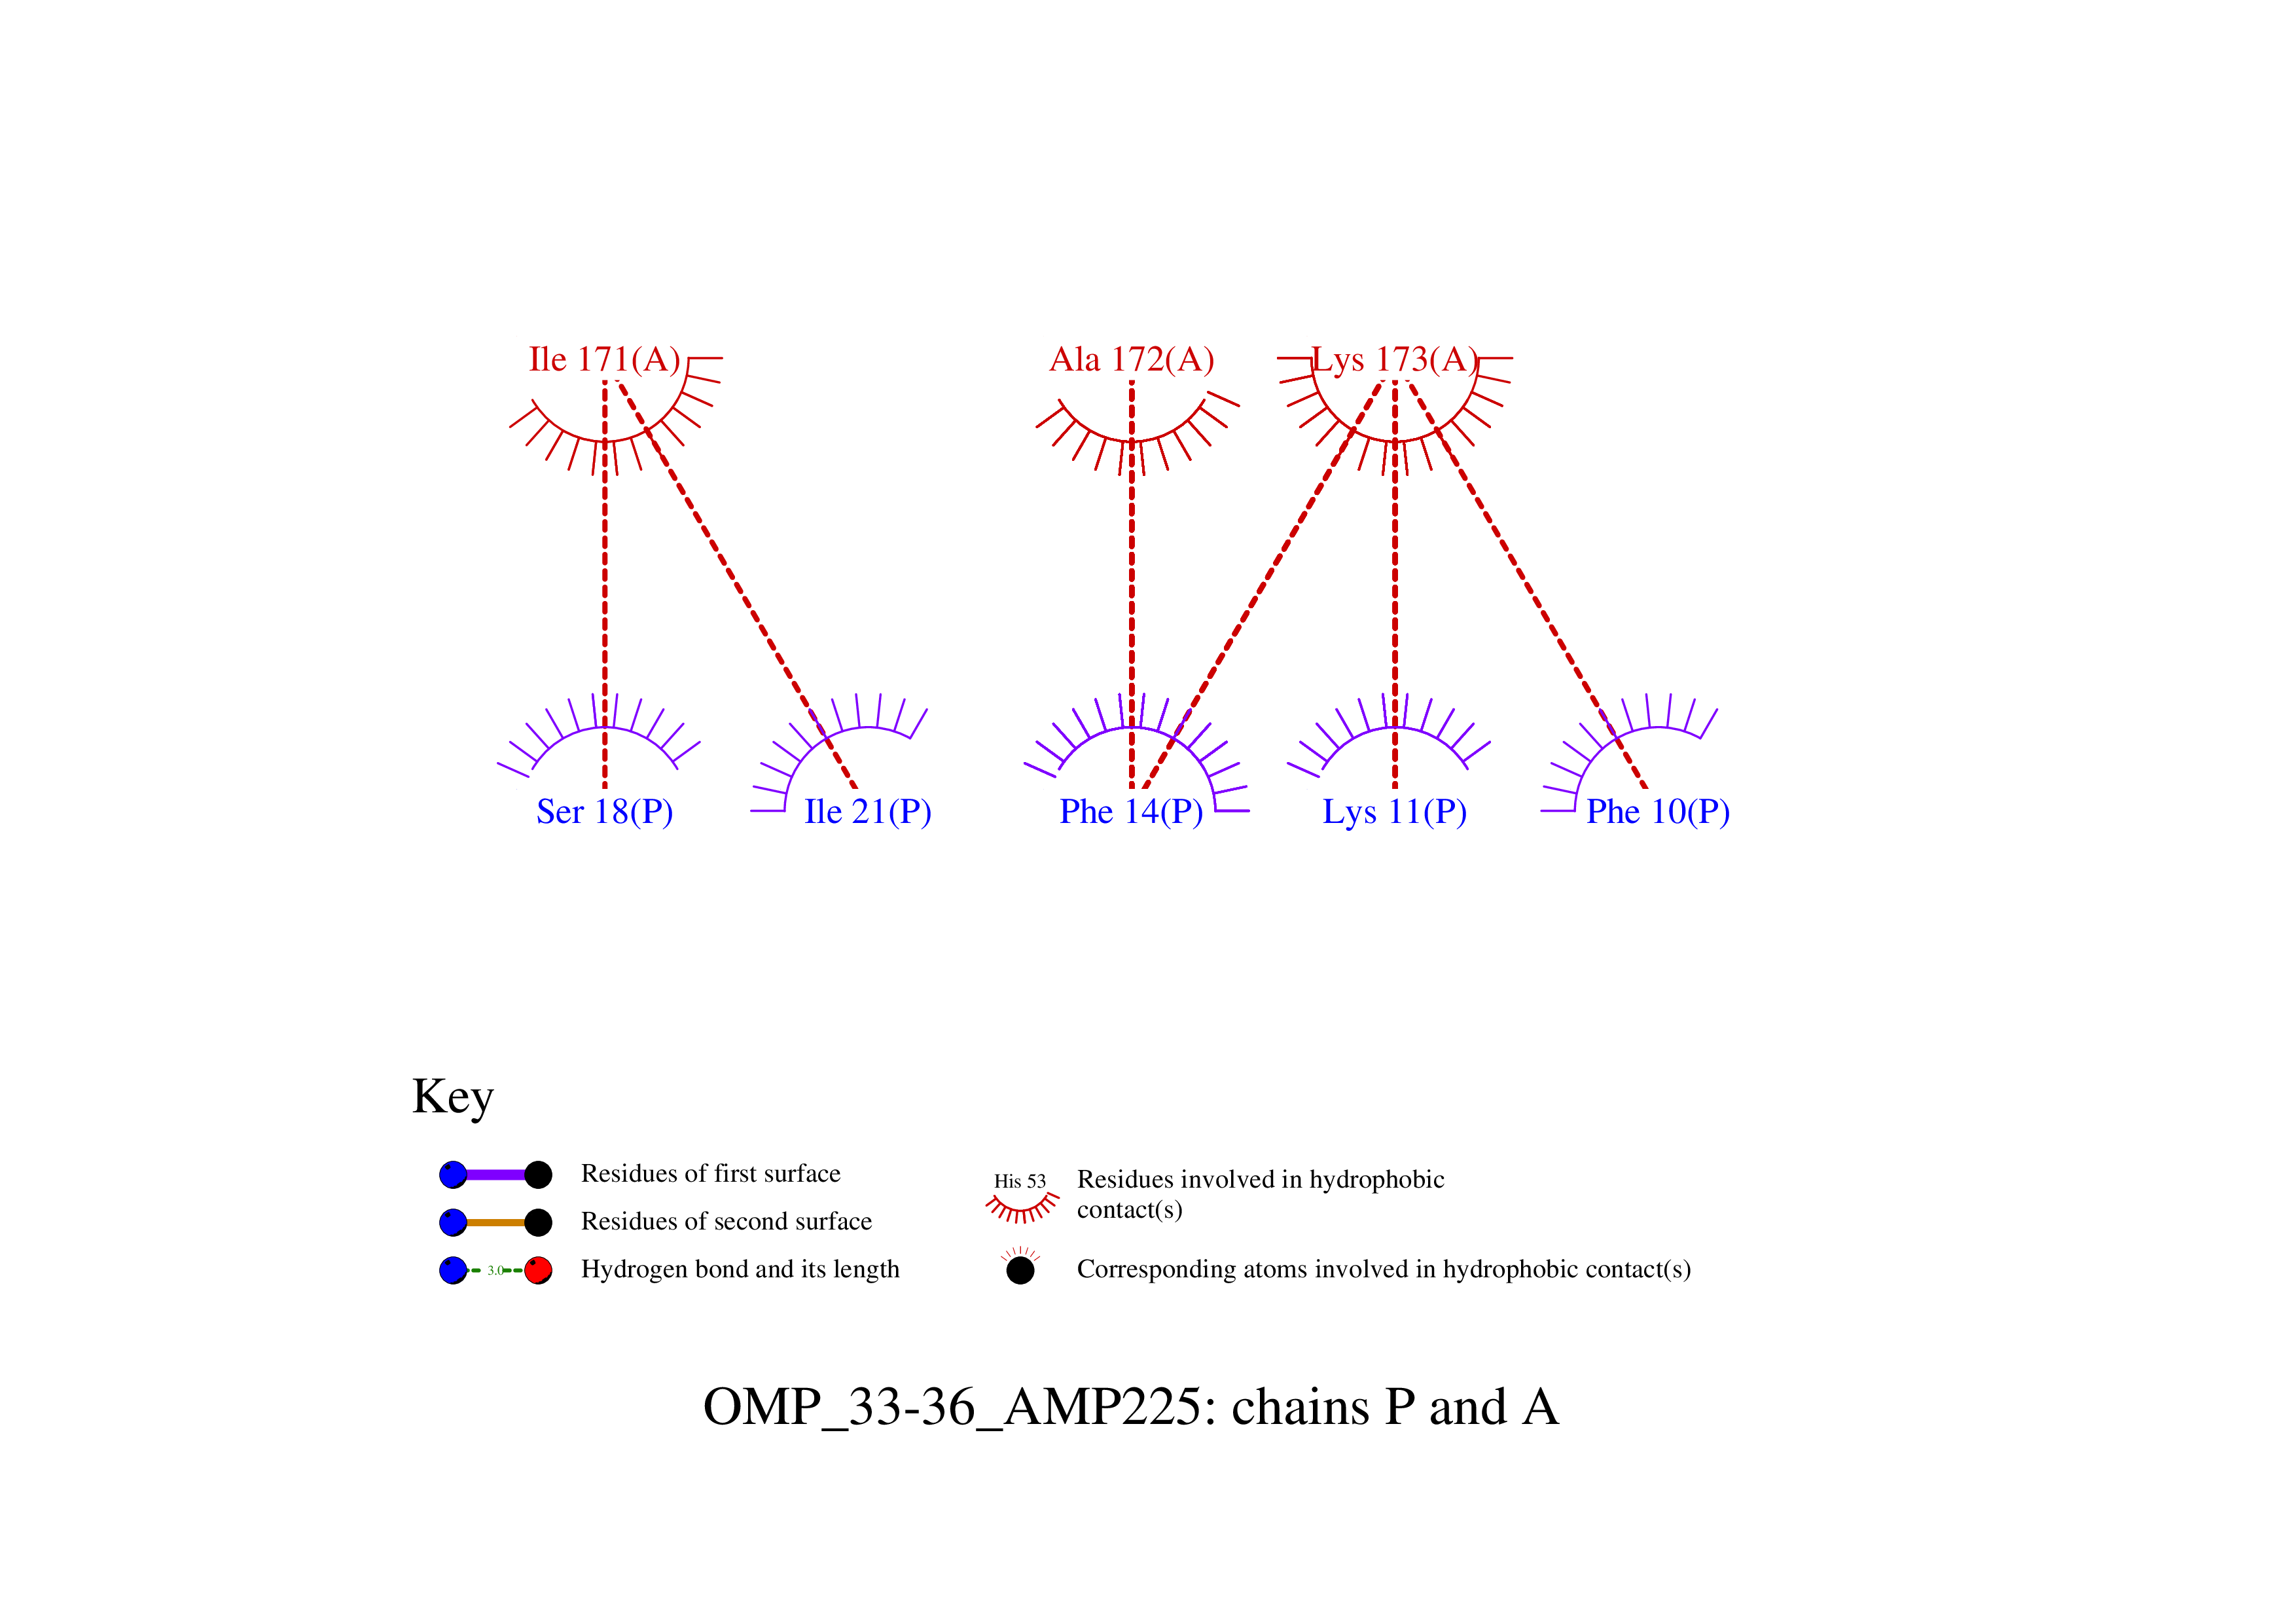 Ile 171(A) Ala 172(A) Lys 173(A)
Ser 18(P) Ile 21(P) Phe 14(P) Lys 11(P) Phe 10(P)
Key
Residues of first surface
Residues of second surface
3.0 Hydrogen bond and its length
His 53 Residues involved in hydrophobic
contact(s)
Corresponding atoms involved in hydrophobic contact(s)
OMP_33-36_AMP225: chains P and A